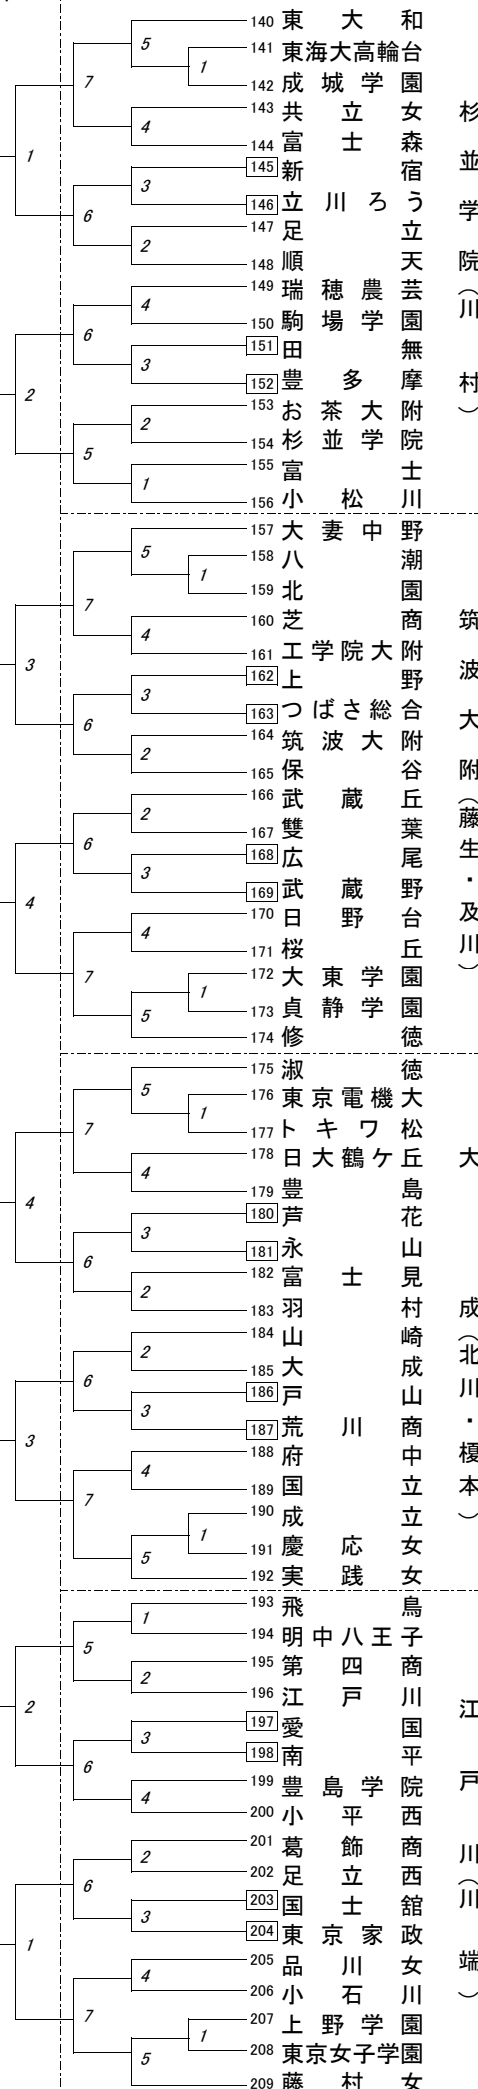 140 東大和
141 東海大高輪台
142 成城学園
143 共立女
144 富士森
145 新宿
146 立川ろう
147 足立
148 順天
149 瑞穂農芸
150 駒場学園
151 田無
152 豊多摩
153 お茶大附
154 杉並学院
155 富士
156 小松川
5
1
7
4
1
3
6
2
4
6
3
2
2
5
1
杉並学院(川村)
157 大妻中野
158 八潮
159 北園
160 芝商
161 工学院大附
162 上野
163 つばさ総合
164 筑波大附
165 保谷
166 武蔵丘
167 雙葉
168 広尾
169 武蔵野
170 日野台
171 桜丘
172 大東学園
173 貞静学園
174 修徳
5
1
7
4
3
3
6
2
2
6
3
4
4
7
1
5
筑波大附(藤生・及川)
175 淑徳
176 東京電機大
177 トキワ松
178 日大鶴ケ丘
179 豊島
180 芦花
181 永山
182 富士見
183 羽村
184 山崎
185 大成
186 戸山
187 荒川商
188 府中
189 国立
190 成立
191 慶応女
192 実践女
5
1
7
4
4
3
6
2
2
6
3
3
4
7
1
5
大成(北川・榎本)
193 飛鳥
194 明中八王子
195 第四商
196 江戸川
197 愛国
198 南平
199 豊島学院
200 小平西
201 葛飾商
202 足立西
203 国士舘
204 東京家政
205 品川女
206 小石川
207 上野学園
208 東京女子学園
209 藤村女
1
5
2
2
3
6
4
2
6
3
1
4
7
1
5
江戸川(川端)